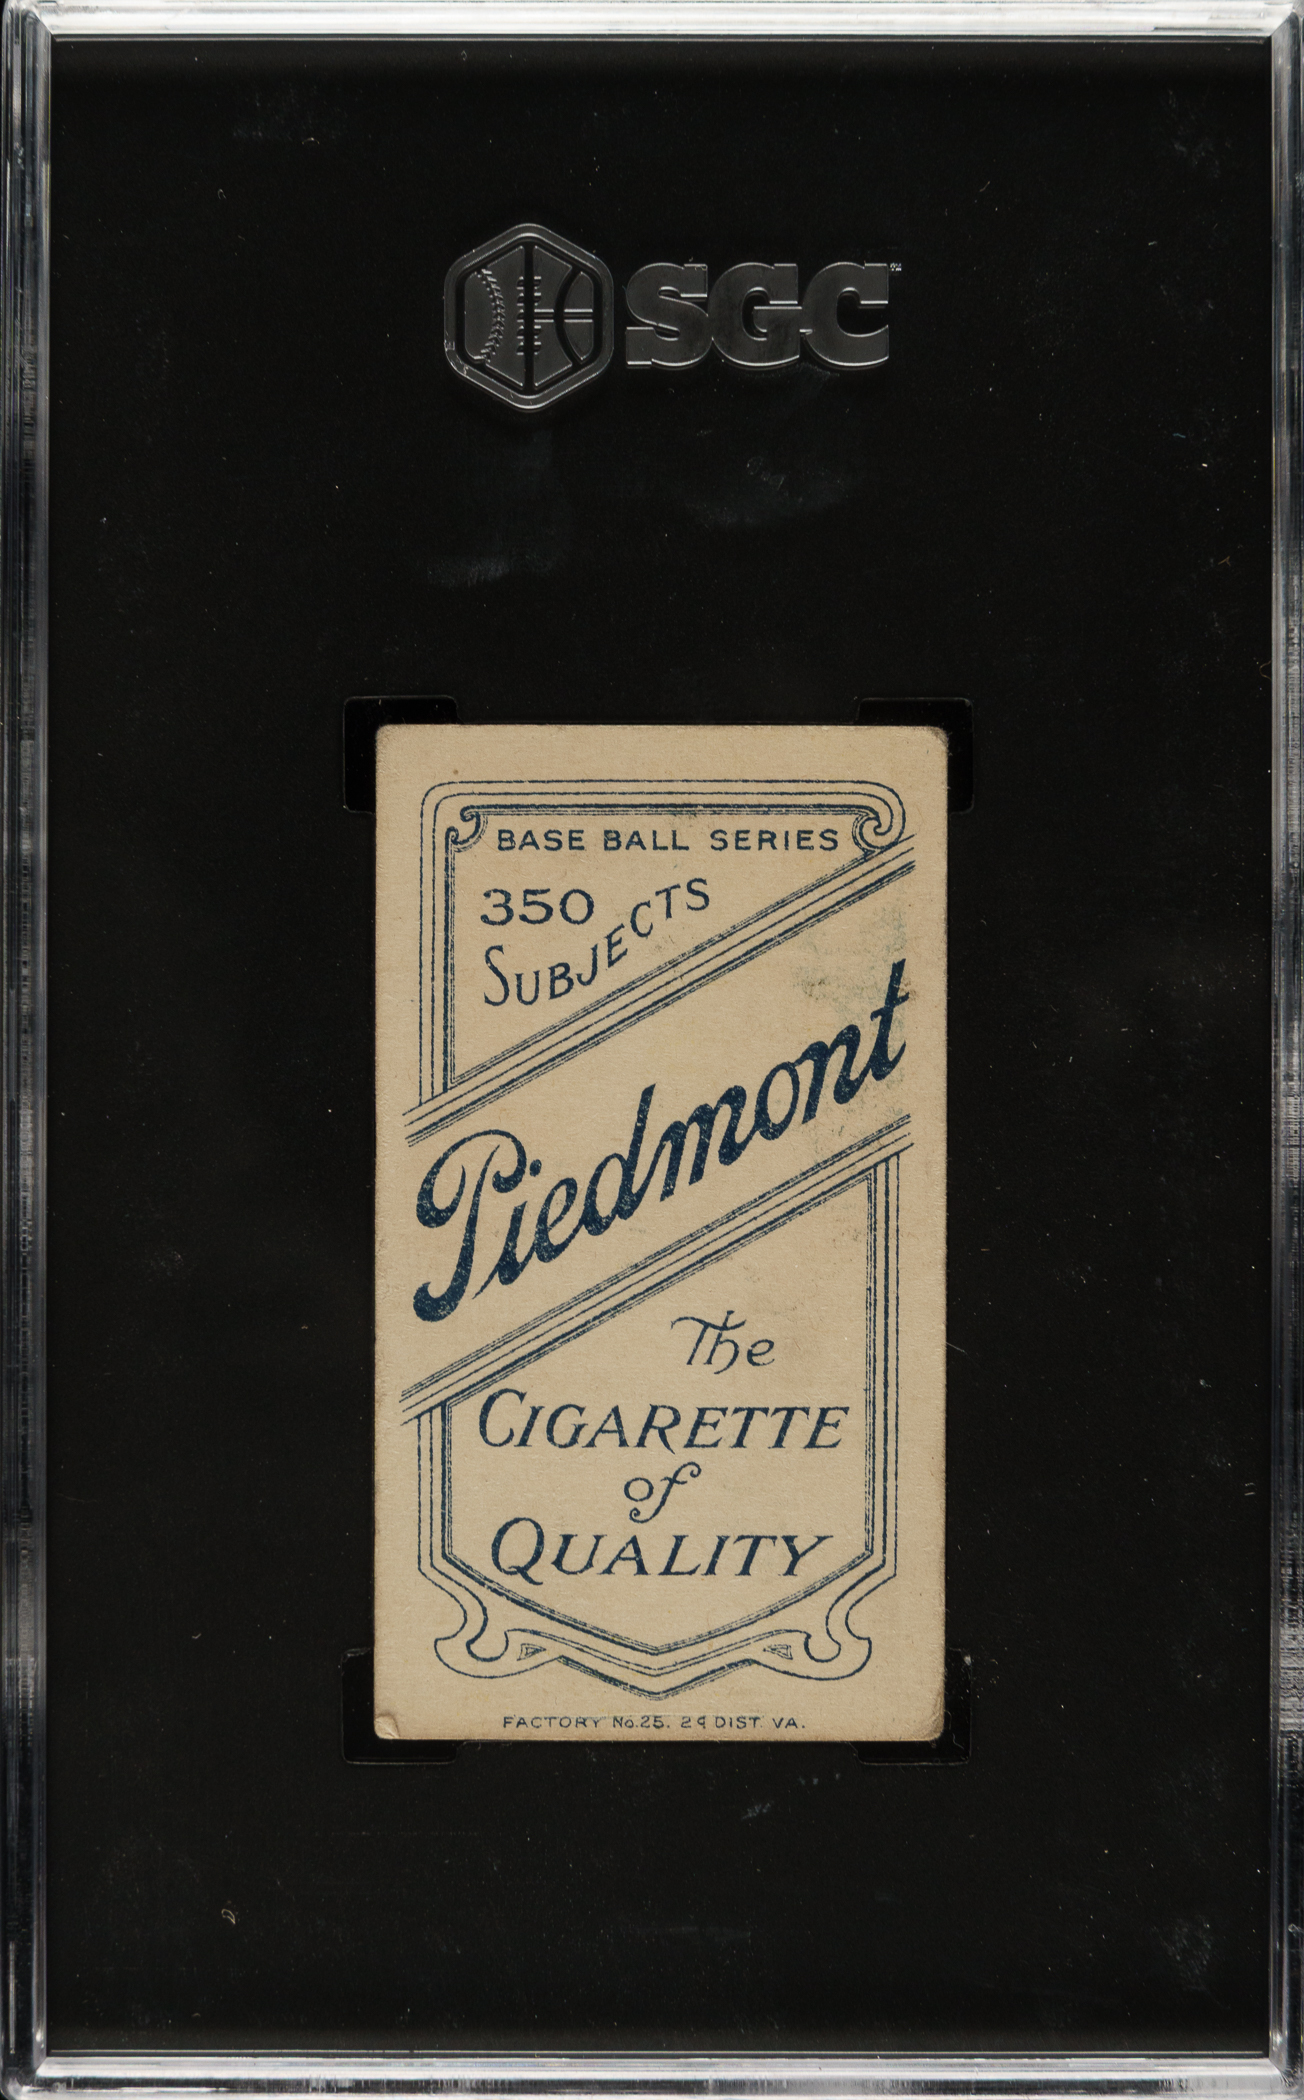 SGC
BASE BALL SERIES
350
SUBJECTS
Piedmont
The
CIGARETTE
of
QUALITY
FACTORY No.25. 2d DIST. VA.